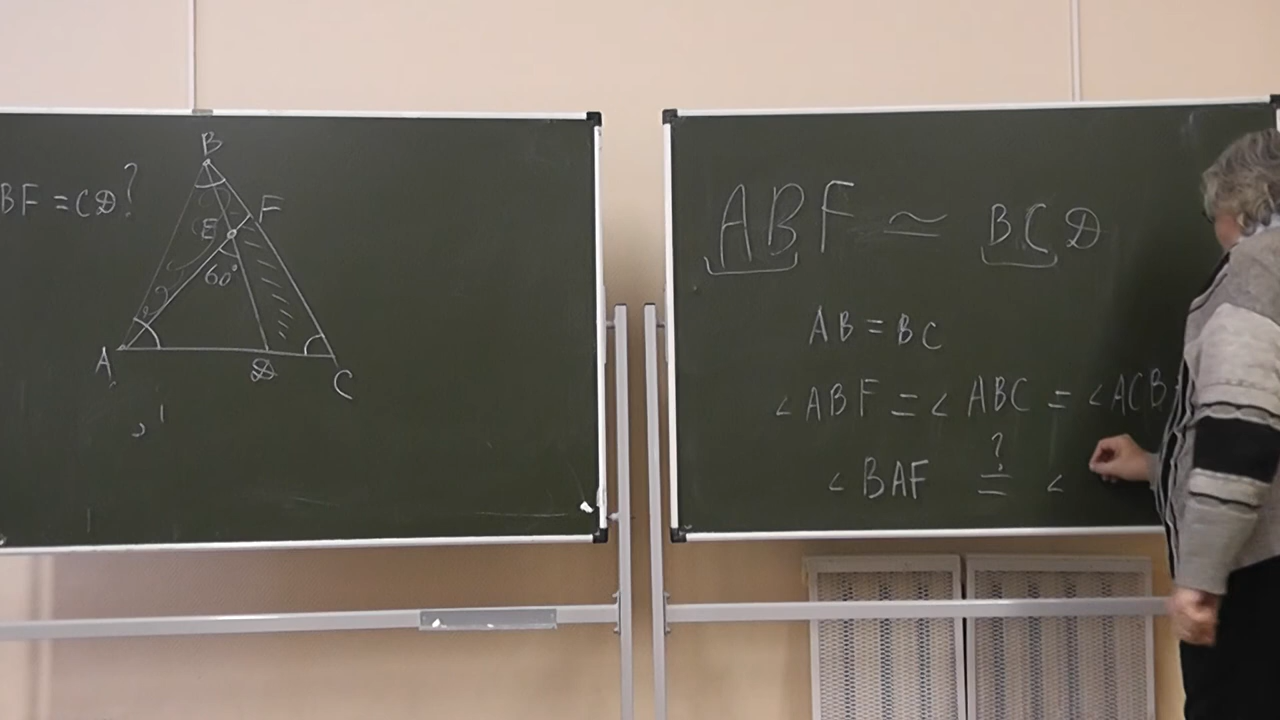 BF = CD?
B
F
E
60°
A
D
C
ABF ≃ BCD
AB = BC
∠ABF = ∠ABC = ∠ACB
∠BAF ≟ ∠